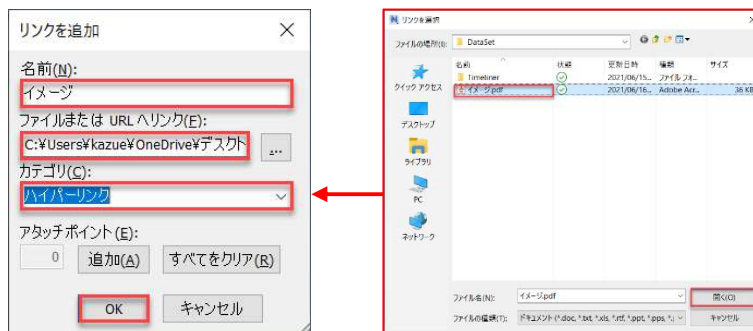 リンクを追加
名前(N):
イメージ
ファイルまたは URL へリンク(F):
C:¥Users¥kazue¥OneDrive¥デスクト
...
カテゴリ(C):
ハイパーリンク
アタッチポイント(E):
0 追加(A) すべてをクリア(R)
OK キャンセル
リンクを選択
ファイルの場所(I): DataSet
名前 状態 更新日時 種類 サイズ
Timeliner 2021/06/15... ファイル フォ...
イメージ.pdf 2021/06/16... Adobe Acr... 36 KB
クイック アクセス
デスクトップ
ライブラリ
PC
ネットワーク
ファイル名(N): イメージ.pdf 開く(O)
ファイルの種類(T): ドキュメント (*.doc, *.txt, *.xls, *.rtf, *.ppt, *.pps, *.; キャンセル